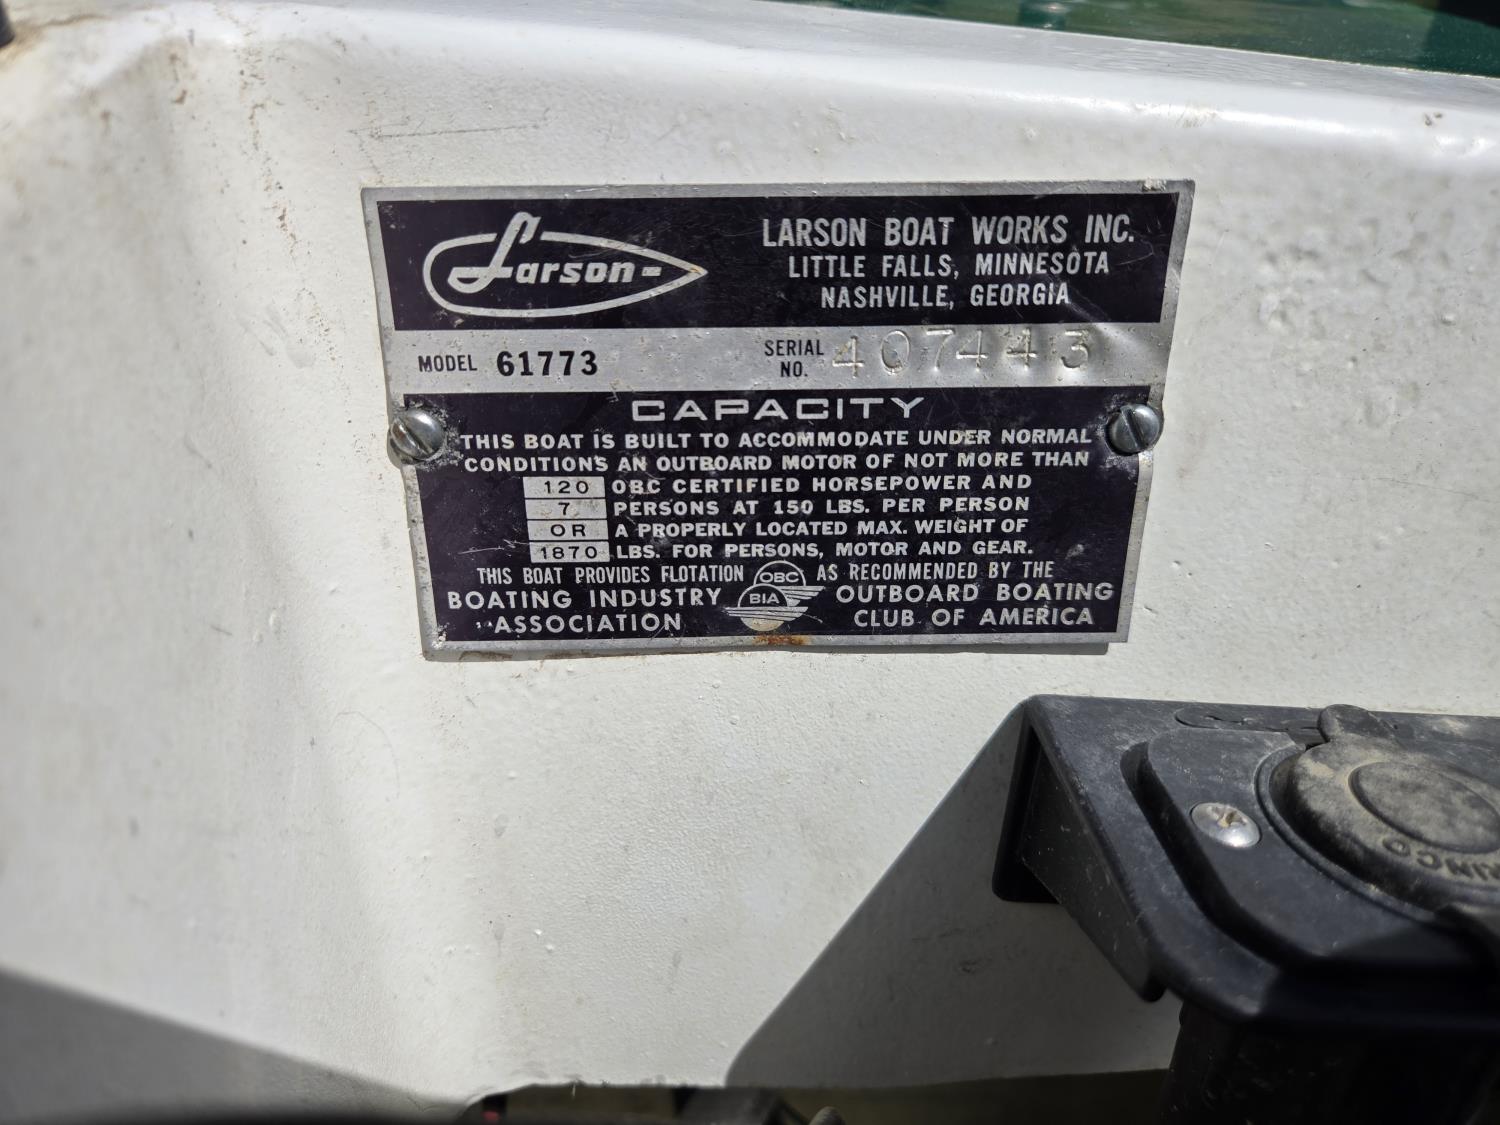 Larson
LARSON BOAT WORKS INC.
LITTLE FALLS, MINNESOTA
NASHVILLE, GEORGIA
MODEL 61773
SERIAL NO. 407443
CAPACITY
THIS BOAT IS BUILT TO ACCOMMODATE UNDER NORMAL
CONDITIONS AN OUTBOARD MOTOR OF NOT MORE THAN
120 OBC CERTIFIED HORSEPOWER AND
7 PERSONS AT 150 LBS. PER PERSON
OR A PROPERLY LOCATED MAX. WEIGHT OF
1870 LBS. FOR PERSONS, MOTOR AND GEAR.
THIS BOAT PROVIDES FLOTATION OBC AS RECOMMENDED BY THE
BOATING INDUSTRY BIA OUTBOARD BOATING
ASSOCIATION CLUB OF AMERICA
RINCO